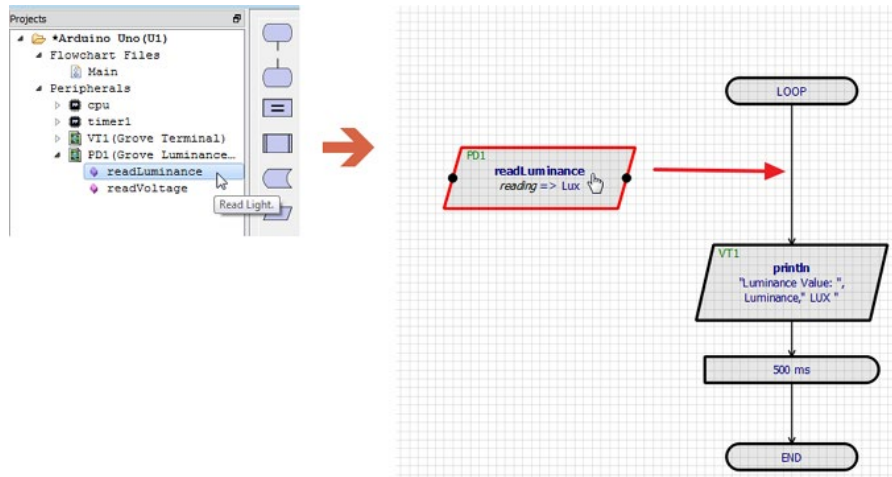 Projects
*Arduino Uno(U1)
Flowchart Files
Main
Peripherals
cpu
timer1
VT1(Grove Terminal)
PD1(Grove Luminance...
readLuminance
readVoltage
Read Light.
LOOP
PD1
readLuminance
reading => Lux
VT1
println
"Luminance Value: ",
Luminance," LUX "
500 ms
END